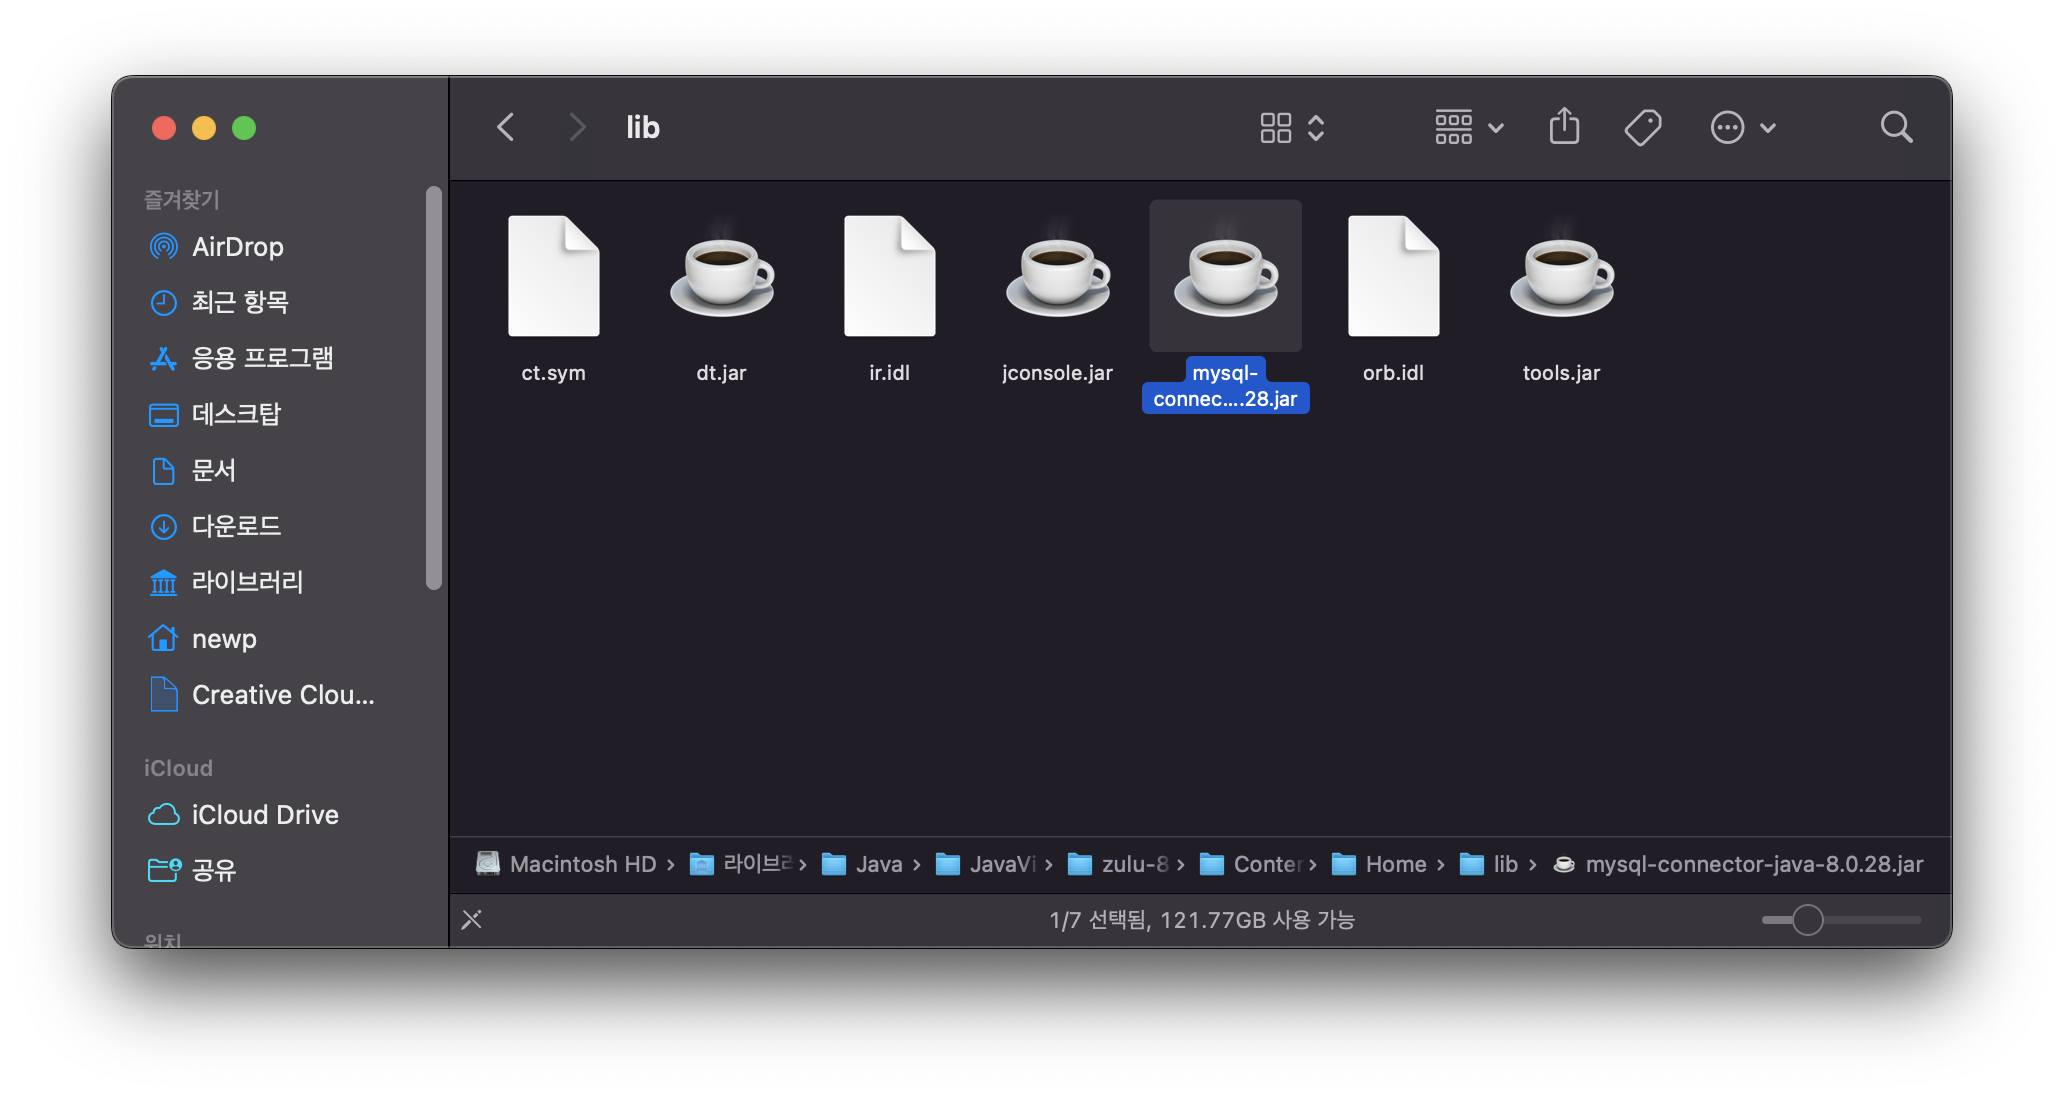 lib
즐겨찾기
AirDrop
최근 항목
응용 프로그램
데스크탑
문서
다운로드
라이브러리
newp
Creative Clou...
iCloud
iCloud Drive
공유
위치
ct.sym
dt.jar
ir.idl
jconsole.jar
mysql-
connec....28.jar
orb.idl
tools.jar
Macintosh HD › 라이브러 › Java › JavaVi › zulu-8 › Conter › Home › lib › mysql-connector-java-8.0.28.jar
1/7 선택됨, 121.77GB 사용 가능